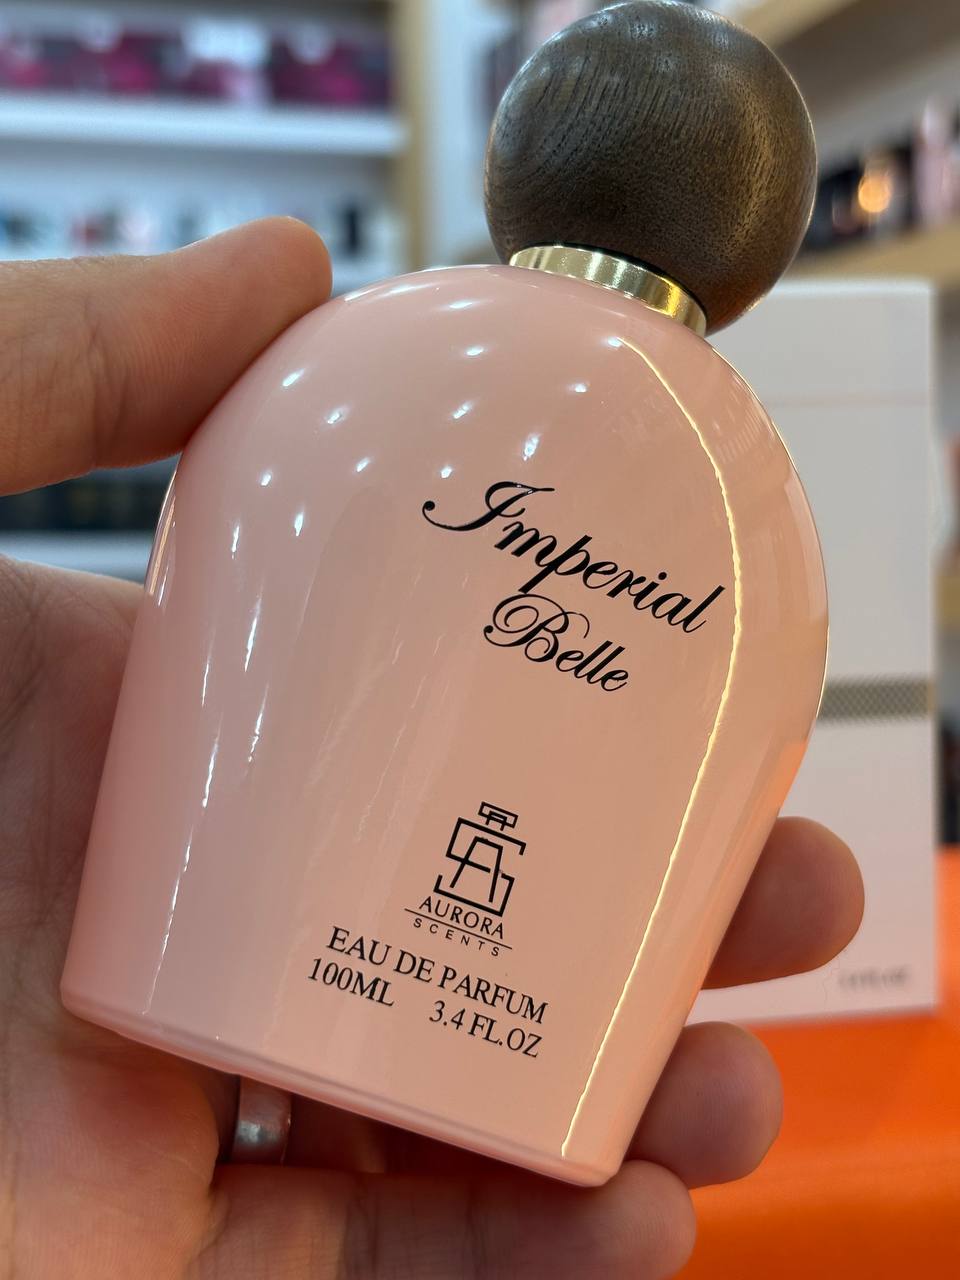 Imperial
Belle
AURORA
SCENTS
EAU DE PARFUM
100ML 3.4 FL.OZ